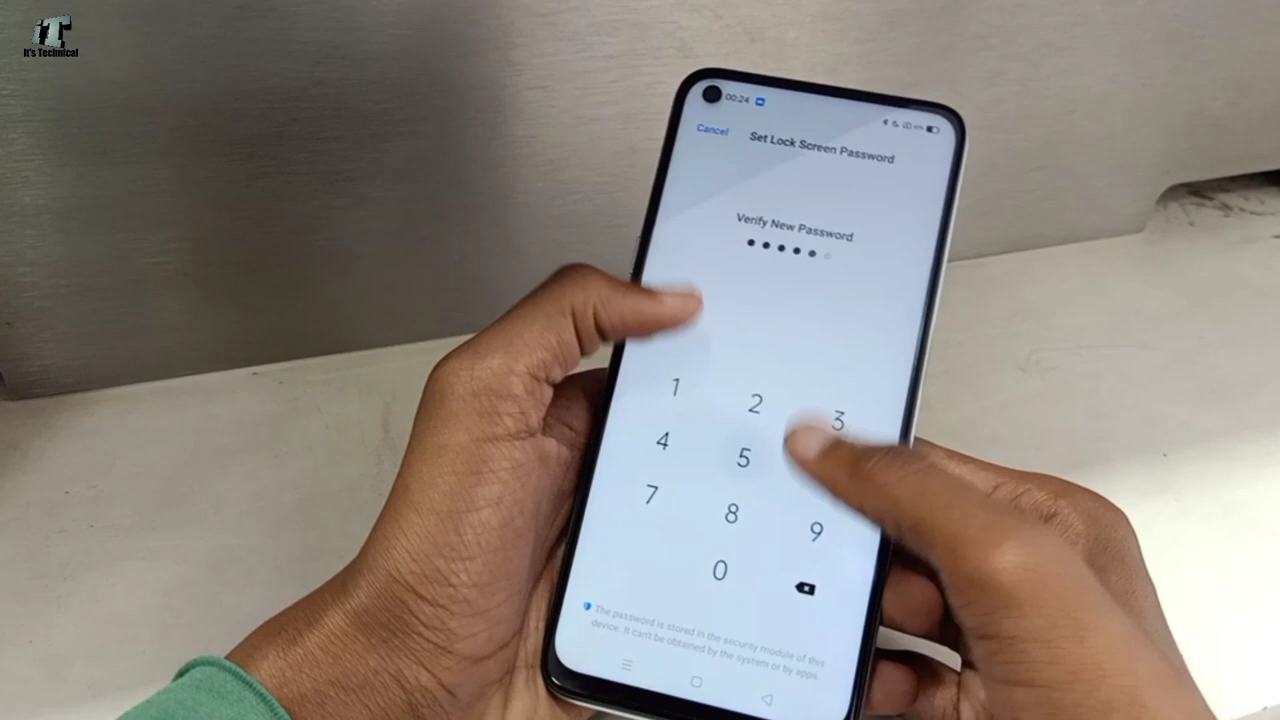 iT
It's Technical
00:24
Cancel
Set Lock Screen Password
Verify New Password
1 2 3
4 5
7 8 9
0
The password is stored in the security module of this
device. It can't be obtained by the system or by apps.